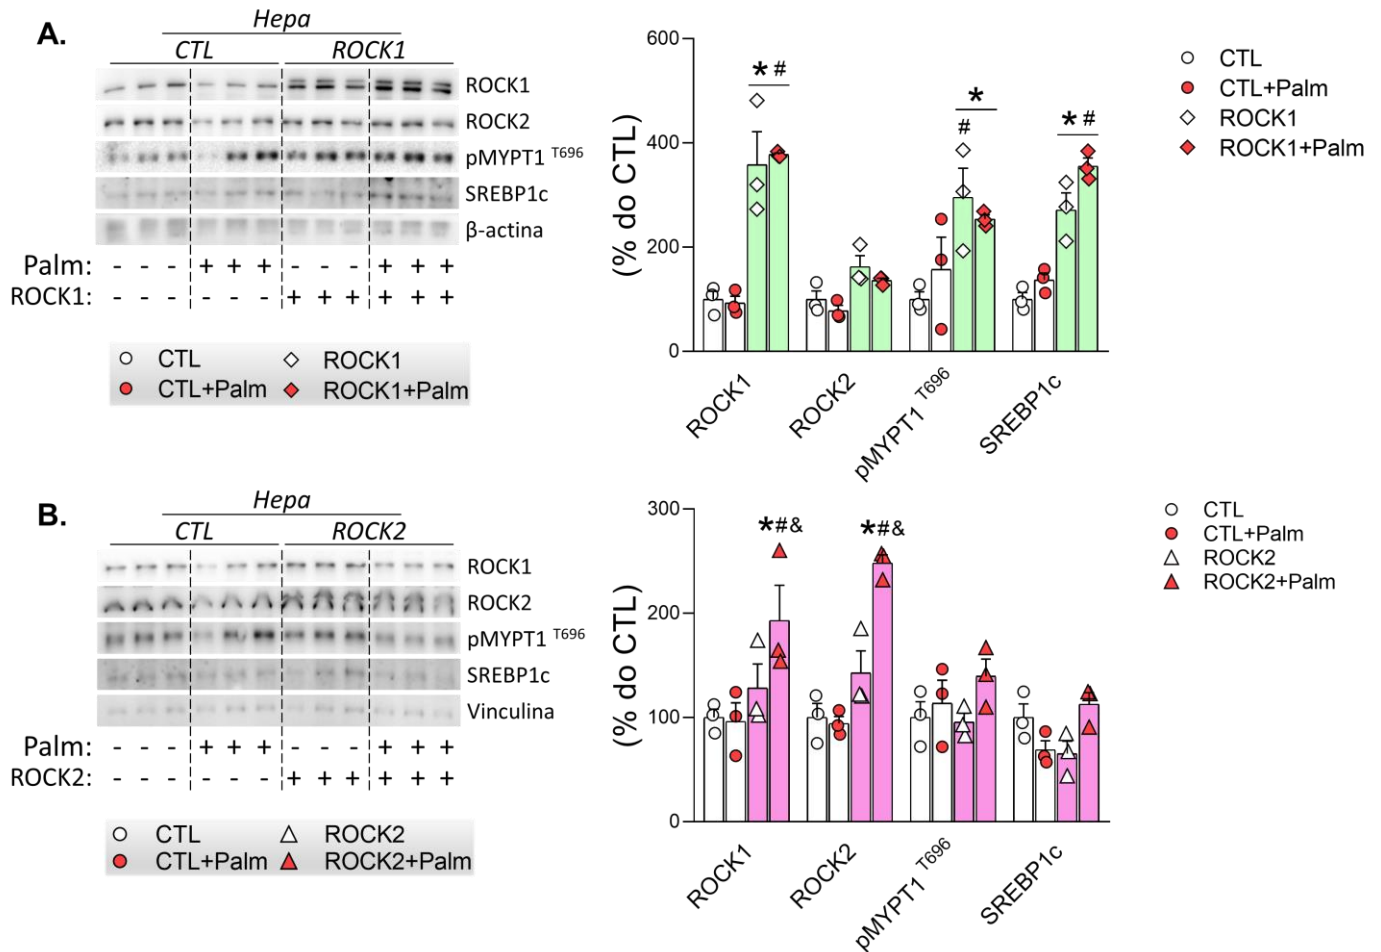 A.
Hepa
CTL ROCK1
ROCK1
ROCK2
pMYPT1 T696
SREBP1c
β-actina
Palm: - - - + + + - - - + + +
ROCK1: - - - - - - + + + + + +
CTL ROCK1
CTL+Palm ROCK1+Palm
(% do CTL)
600
400
200
0
* #
#
*
* #
ROCK1
ROCK2
pMYPT1 T696
SREBP1c
CTL
CTL+Palm
ROCK1
ROCK1+Palm
B.
Hepa
CTL ROCK2
ROCK1
ROCK2
pMYPT1 T696
SREBP1c
Vinculina
Palm: - - - + + + - - - + + +
ROCK2: - - - - - - + + + + + +
CTL ROCK2
CTL+Palm ROCK2+Palm
(% do CTL)
300
200
100
0
*#&
*#&
ROCK1
ROCK2
pMYPT1 T696
SREBP1c
CTL
CTL+Palm
ROCK2
ROCK2+Palm